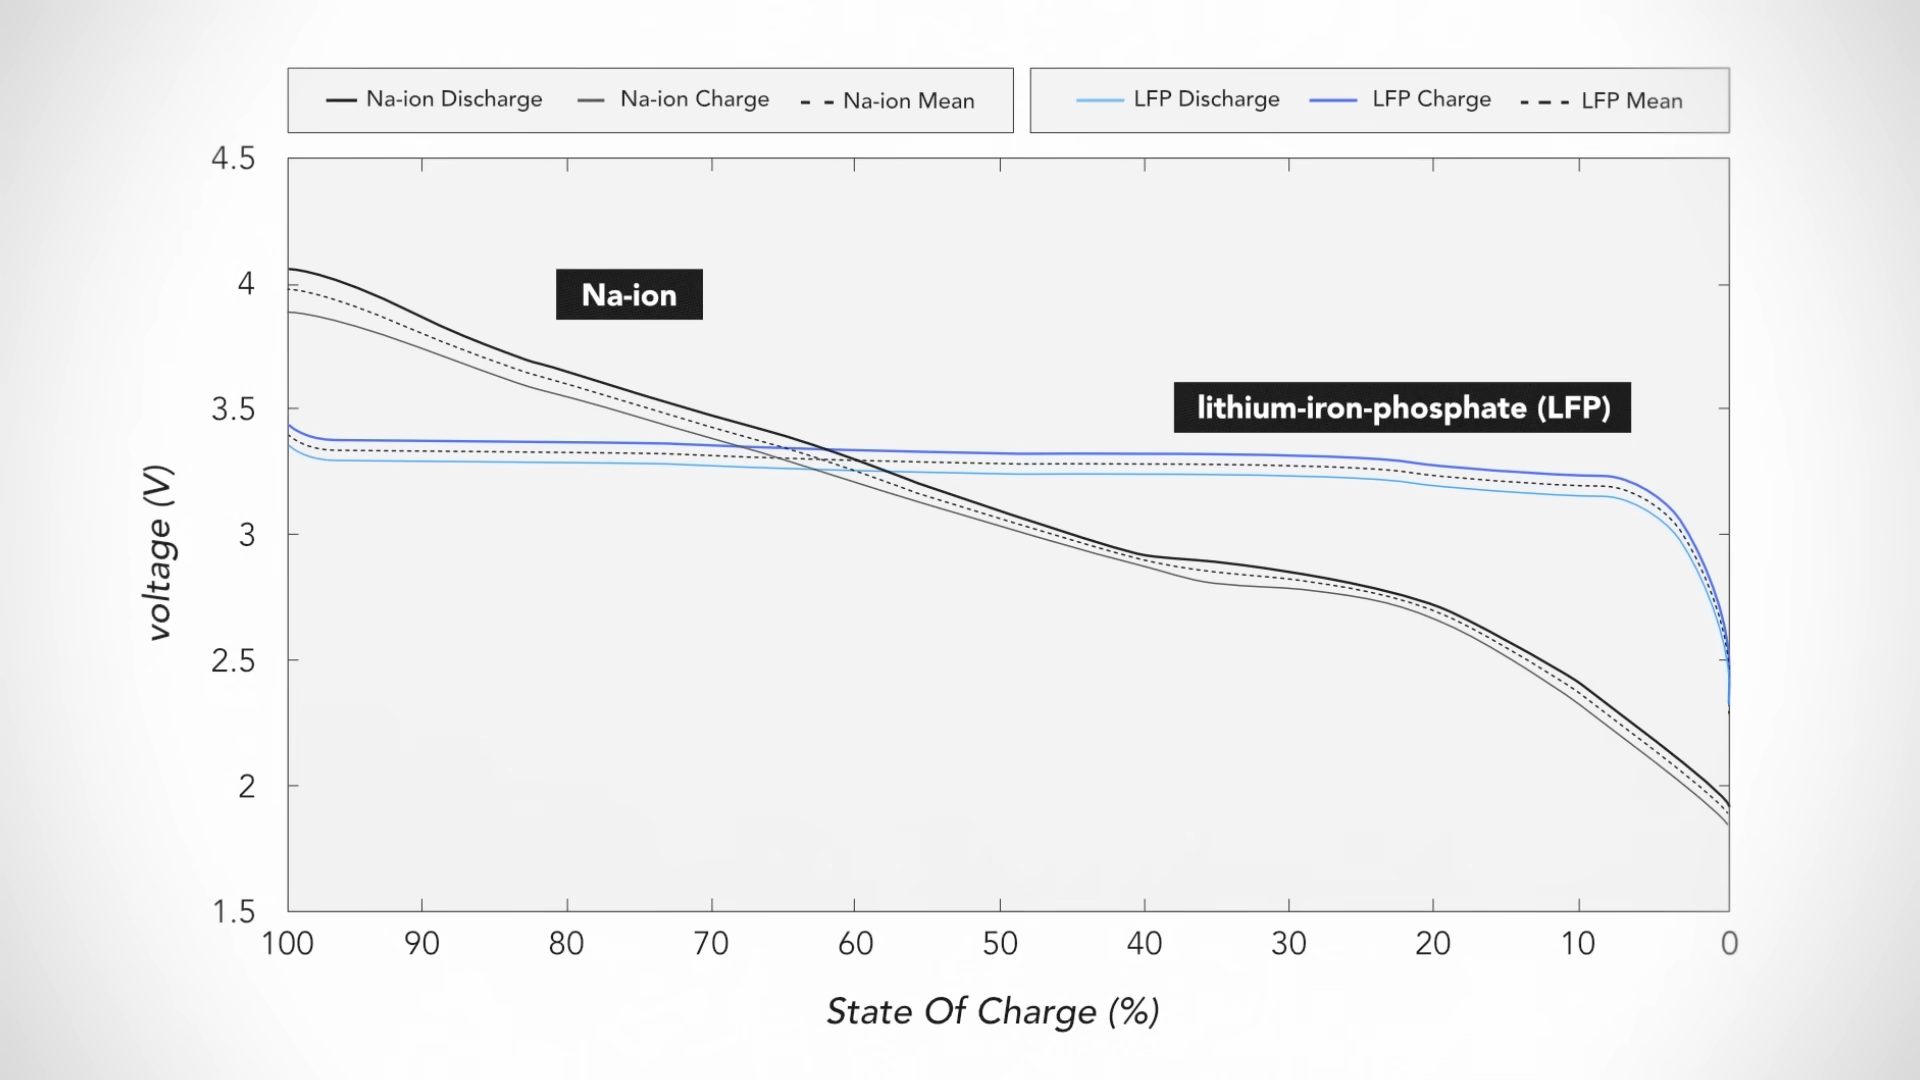 Na-ion Discharge Na-ion Charge Na-ion Mean LFP Discharge LFP Charge LFP Mean
4.5
4
3.5
3
2.5
2
1.5
voltage (V)
Na-ion
lithium-iron-phosphate (LFP)
100 90 80 70 60 50 40 30 20 10 0
State Of Charge (%)